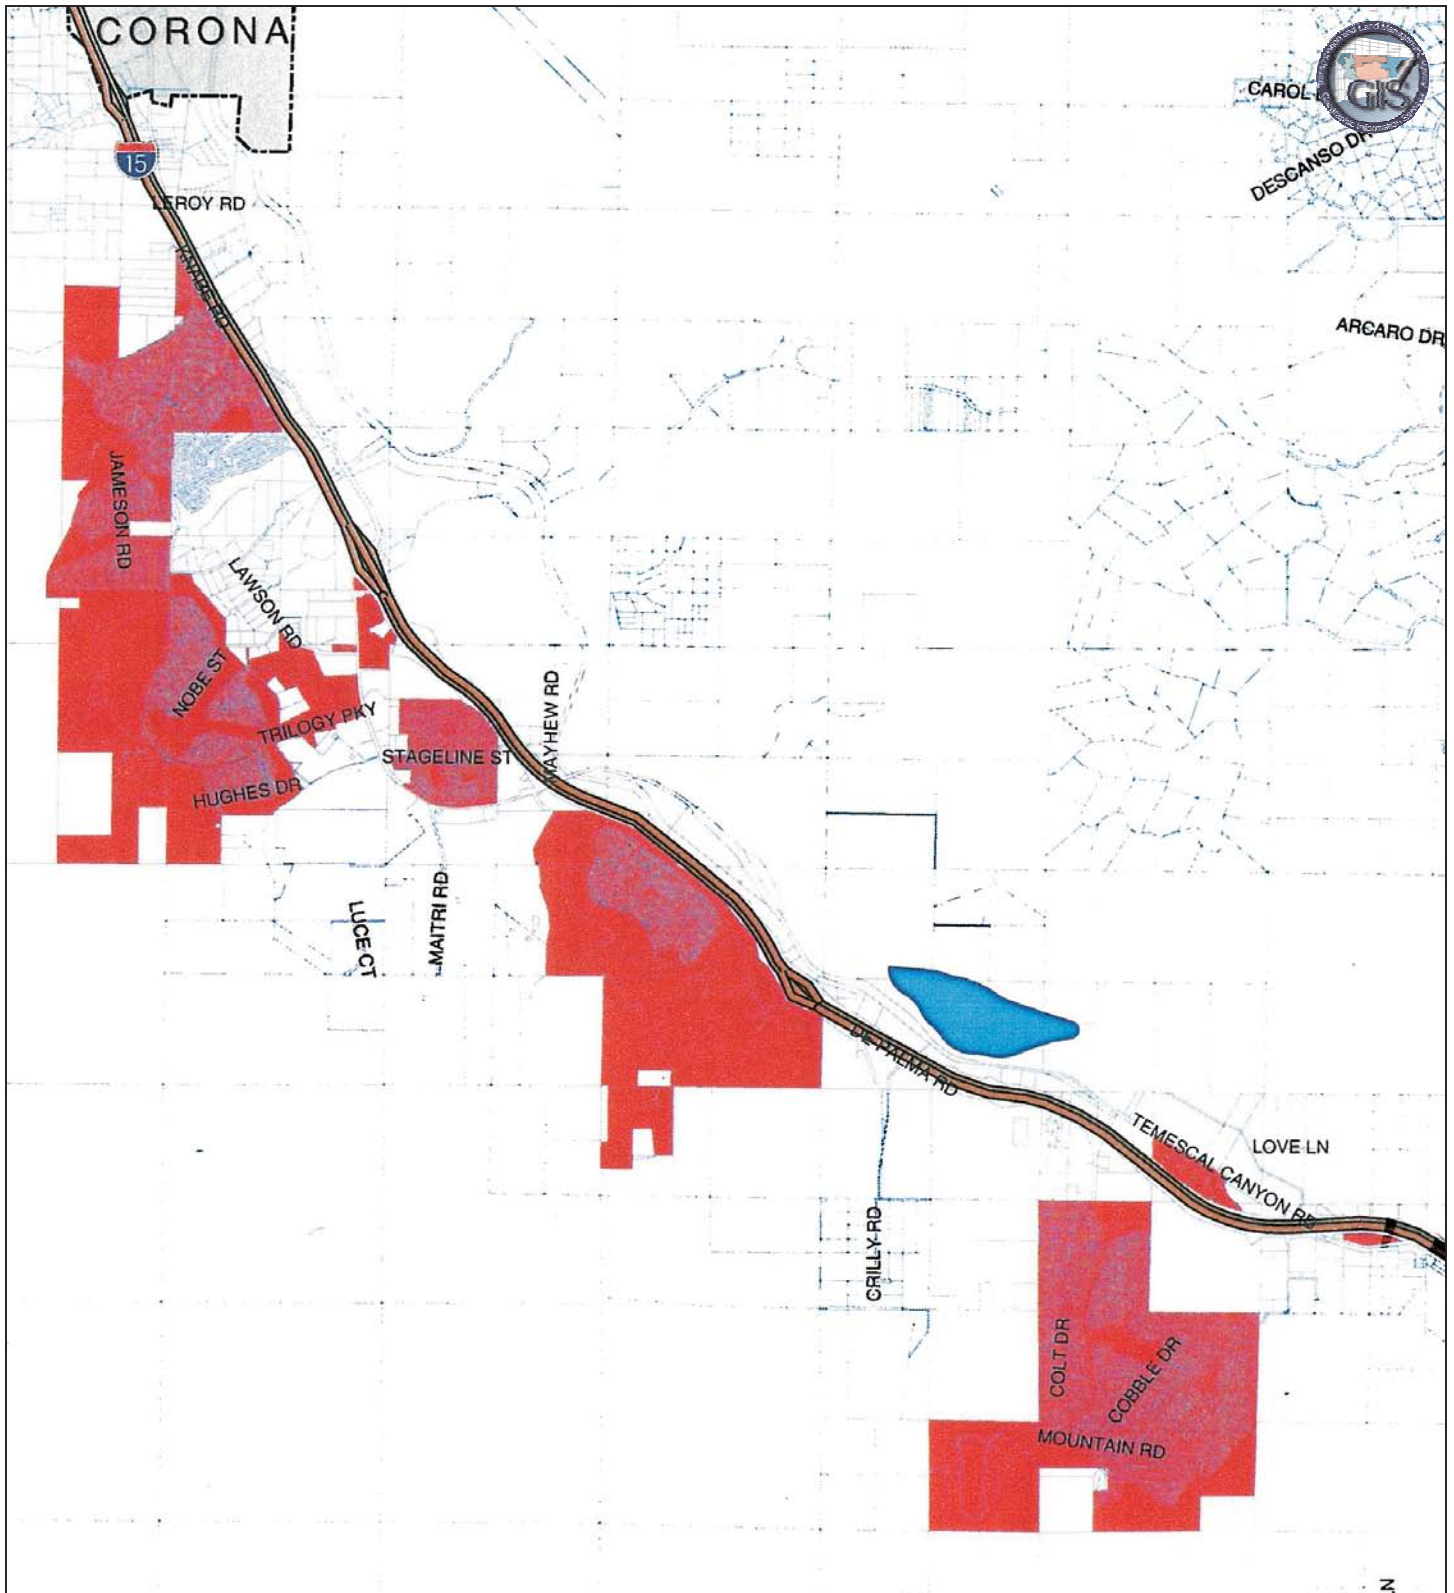 CORONA
GIS
CAROL
DESCANSO DR
15
LEROY RD
KNABE RD
ARCARO DR
JAMESON RD
LAWSON RD
NOBE ST
TRILOGY PKY
MAYHEW RD
STAGELINE ST
HUGHES DR
LUCE CT
MAITRI RD
DE PALMA RD
TEMESCAL CANYON RD
LOVE LN
CRILLY RD
COLT DR
COBBLE DR
MOUNTAIN RD